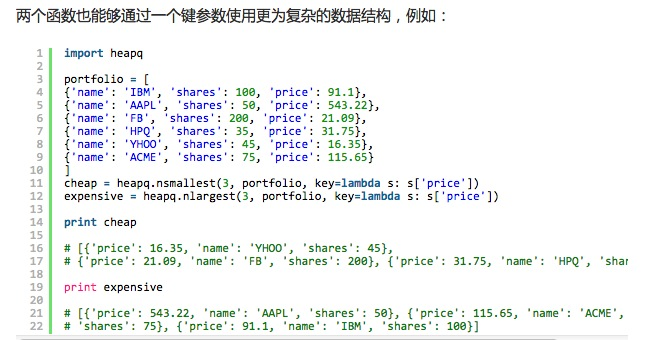 两个函数也能够通过一个键参数使用更为复杂的数据结构，例如：
1 import heapq
2
3 portfolio = [
4 {'name': 'IBM', 'shares': 100, 'price': 91.1},
5 {'name': 'AAPL', 'shares': 50, 'price': 543.22},
6 {'name': 'FB', 'shares': 200, 'price': 21.09},
7 {'name': 'HPQ', 'shares': 35, 'price': 31.75},
8 {'name': 'YHOO', 'shares': 45, 'price': 16.35},
9 {'name': 'ACME', 'shares': 75, 'price': 115.65}
10 ]
11 cheap = heapq.nsmallest(3, portfolio, key=lambda s: s['price'])
12 expensive = heapq.nlargest(3, portfolio, key=lambda s: s['price'])
13
14 print cheap
15
16 # [{'price': 16.35, 'name': 'YHOO', 'shares': 45},
17 # {'price': 21.09, 'name': 'FB', 'shares': 200}, {'price': 31.75, 'name': 'HPQ', 'shar
18
19 print expensive
20
21 # [{'price': 543.22, 'name': 'AAPL', 'shares': 50}, {'price': 115.65, 'name': 'ACME',
22 # 'shares': 75}, {'price': 91.1, 'name': 'IBM', 'shares': 100}]